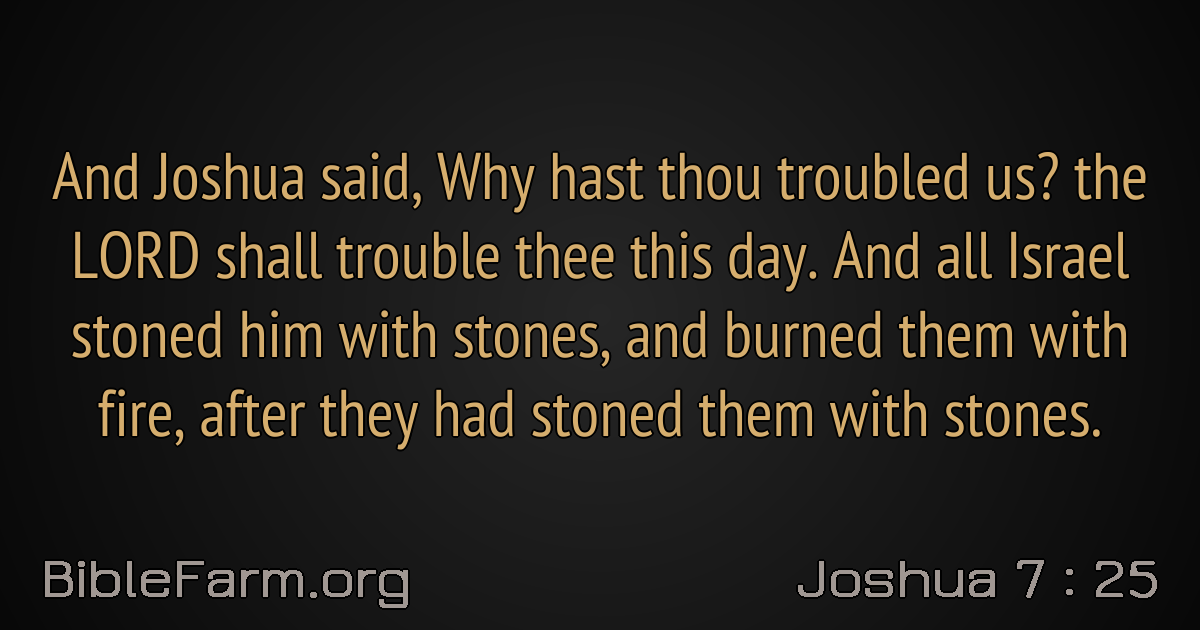 And Joshua said, Why hast thou troubled us? the
LORD shall trouble thee this day. And all Israel
stoned him with stones, and burned them with
fire, after they had stoned them with stones.
BibleFarm.org
Joshua 7 : 25